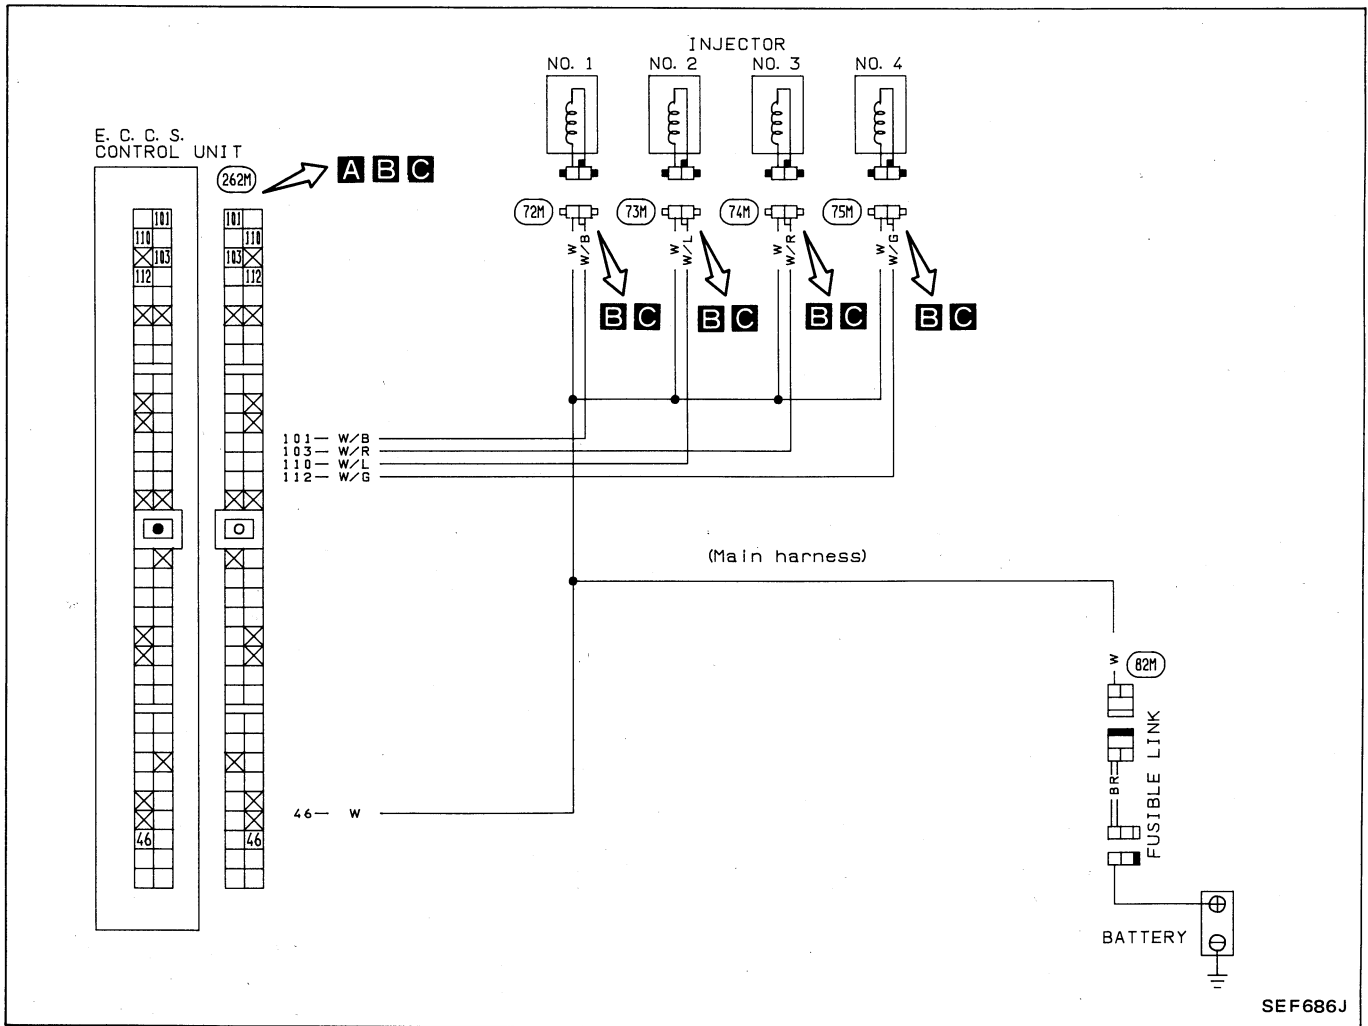 INJECTOR
NO. 1 NO. 2 NO. 3 NO. 4
E. C. C. S.
CONTROL UNIT
262M
A B C
72M 73M 74M 75M
W W/B W W/L W W/R W W/G
B C B C B C B C
101 101
110 110
103 103
112 112
101— W/B
103— W/R
110— W/L
112— W/G
(Main harness)
W 82M
BR
FUSIBLE LINK
46— W
46 46
BATTERY
SEF686J